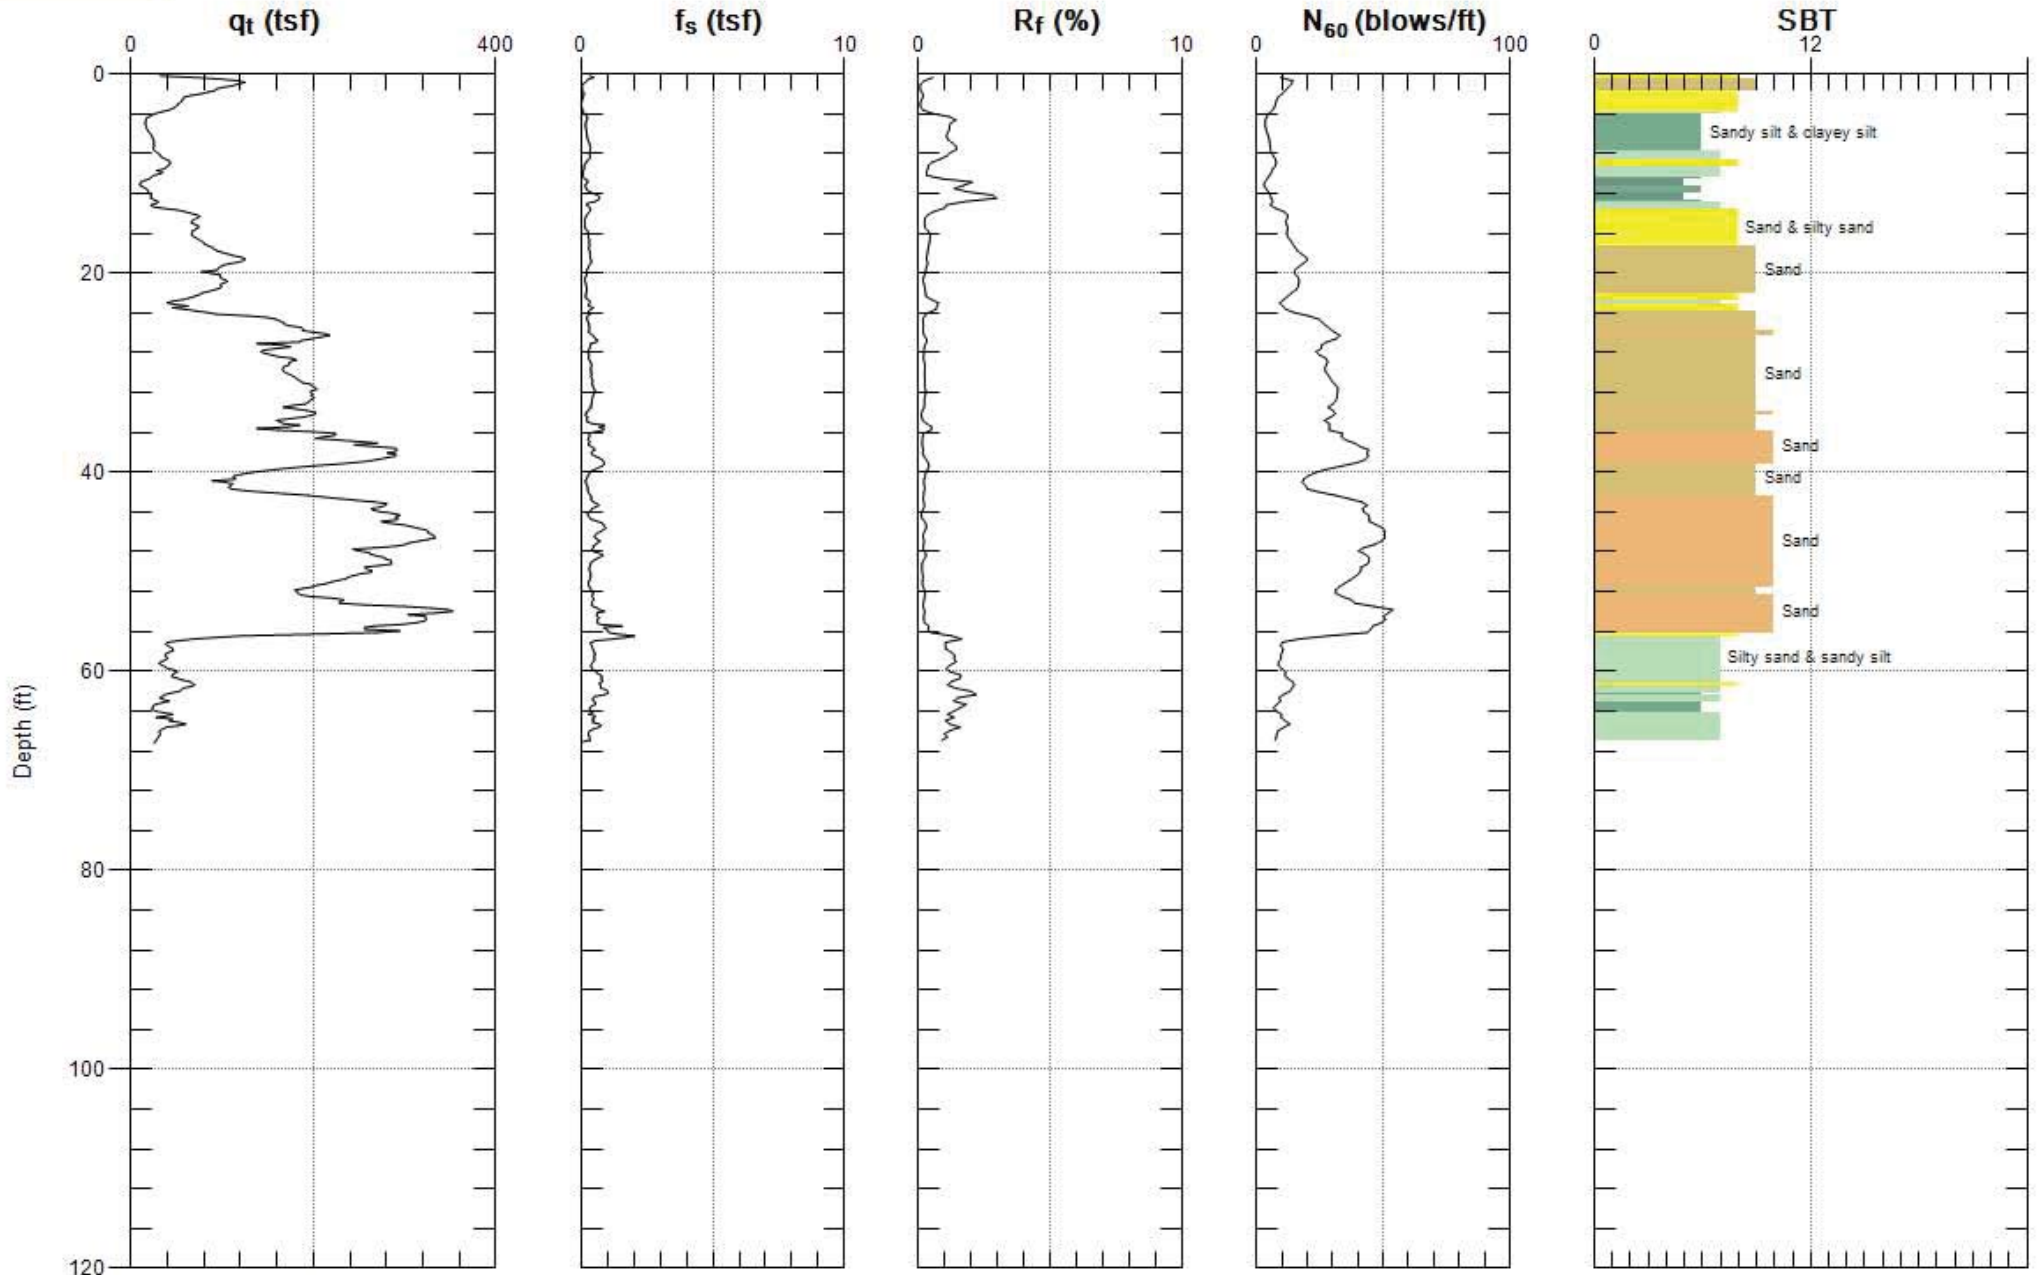 qt (tsf) fs (tsf) Rf (%) N60 (blows/ft) SBT
0 400 0 10 0 10 0 100 0 12
0
Sandy silt & clayey silt
Sand & silty sand
20
Sand
Sand
Sand
40
Sand
Sand
Sand
Silty sand & sandy silt
60
Depth (ft)
80
100
120